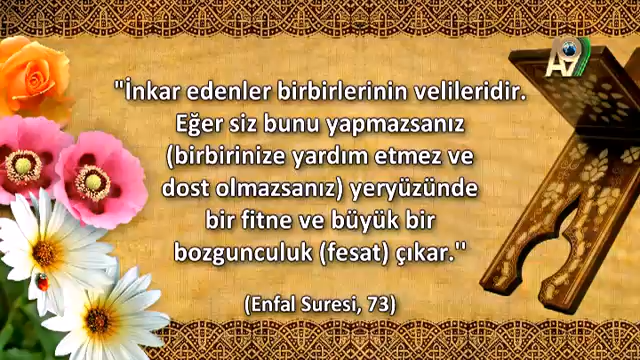 A9
"İnkar edenler birbirlerinin velileridir.
Eğer siz bunu yapmazsanız
(birbirinize yardım etmez ve
dost olmazsanız) yeryüzünde
bir fitne ve büyük bir
bozgunculuk (fesat) çıkar."
(Enfal Suresi, 73)